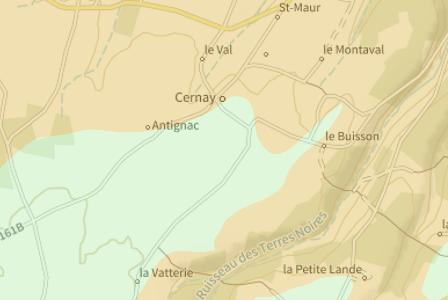 St-Maur
le Val
le Montaval
Cernay
Antignac
le Buisson
161B
Ruisseau des Terres Noires
la Vatterie
la Petite Lande
la